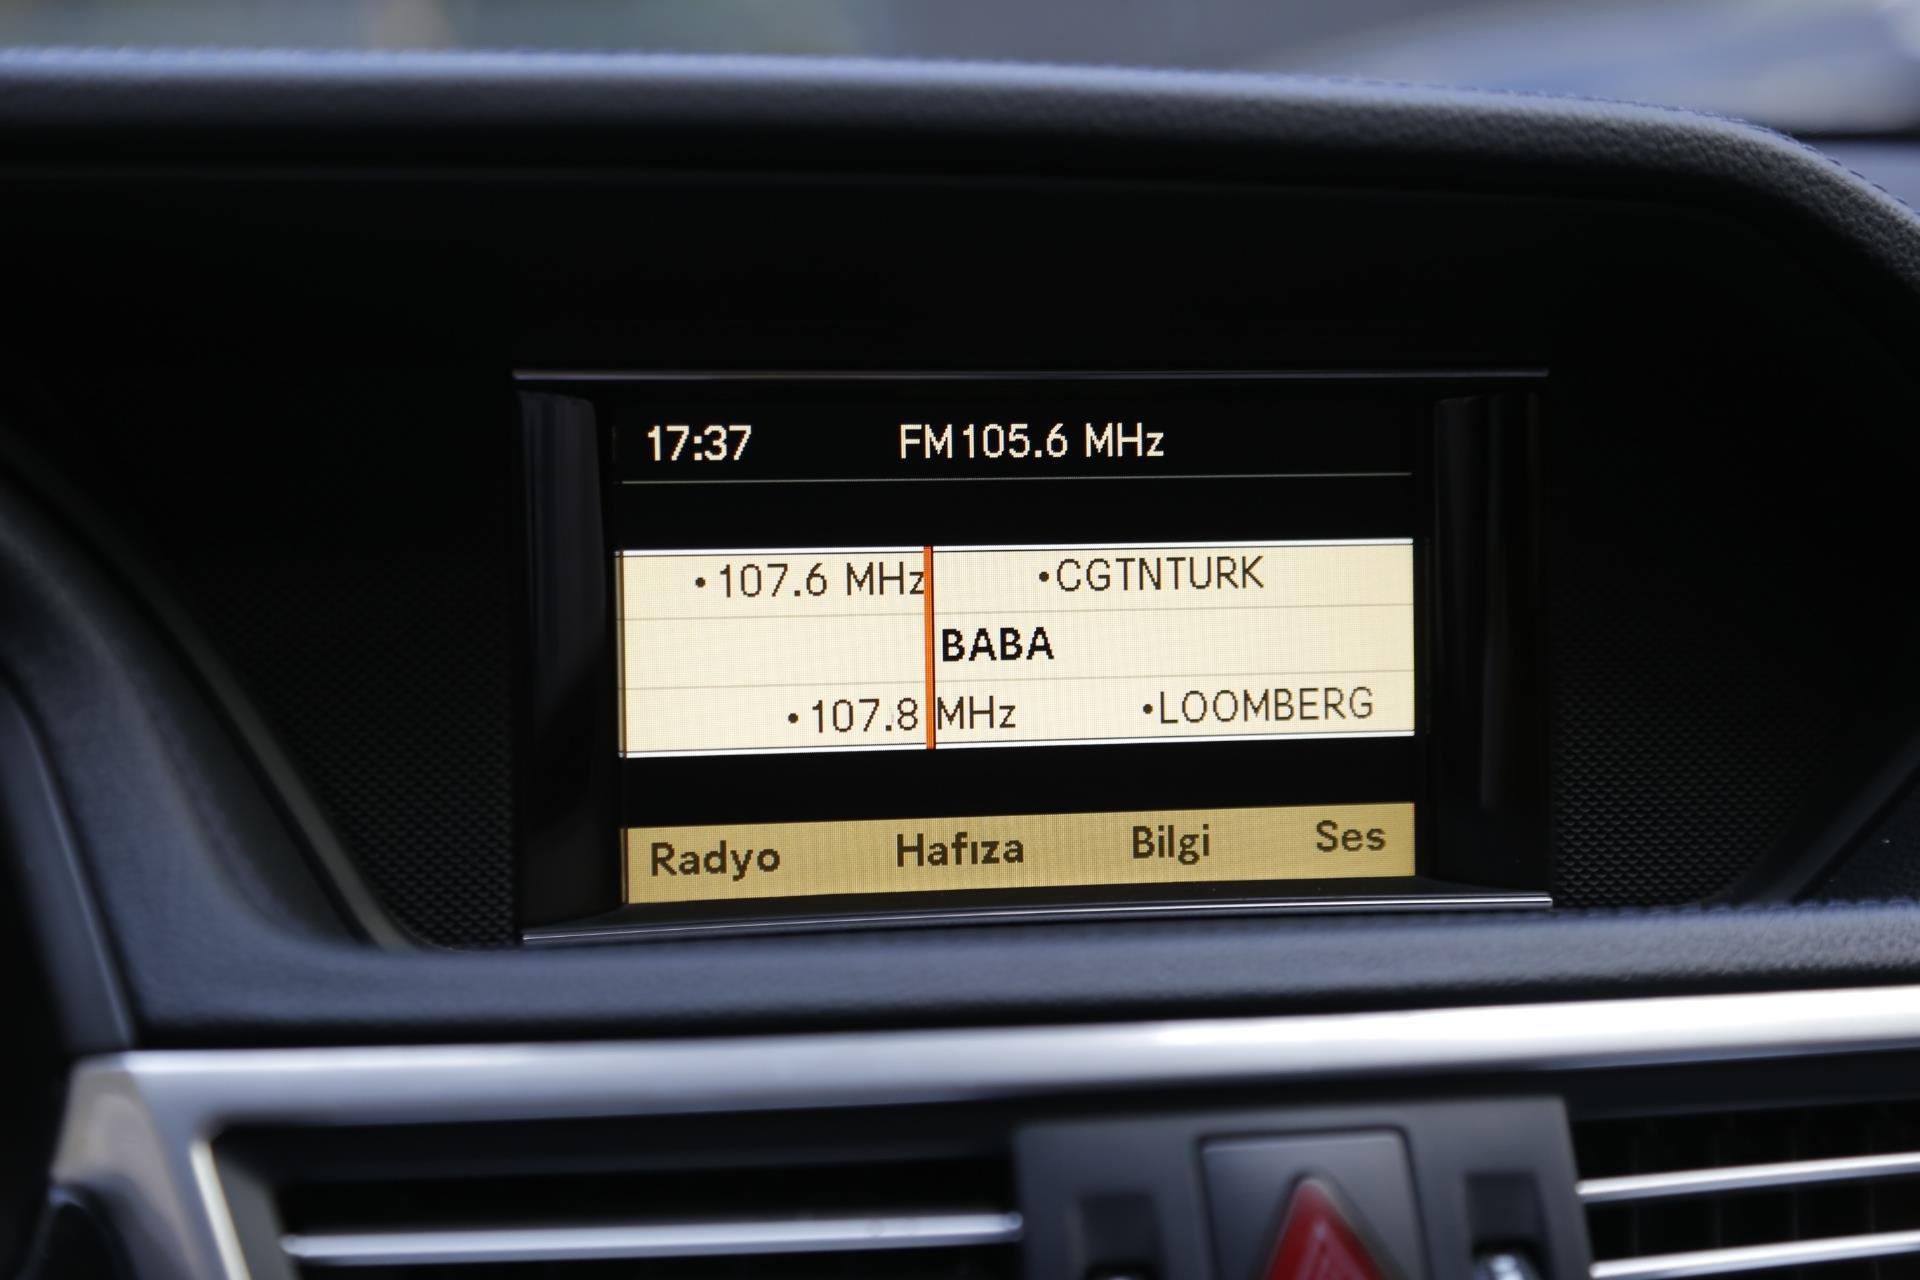 17:37 FM 105.6 MHz
•107.6 MHz •CGTNTURK
BABA
•107.8 MHz •LOOMBERG
Radyo Hafıza Bilgi Ses